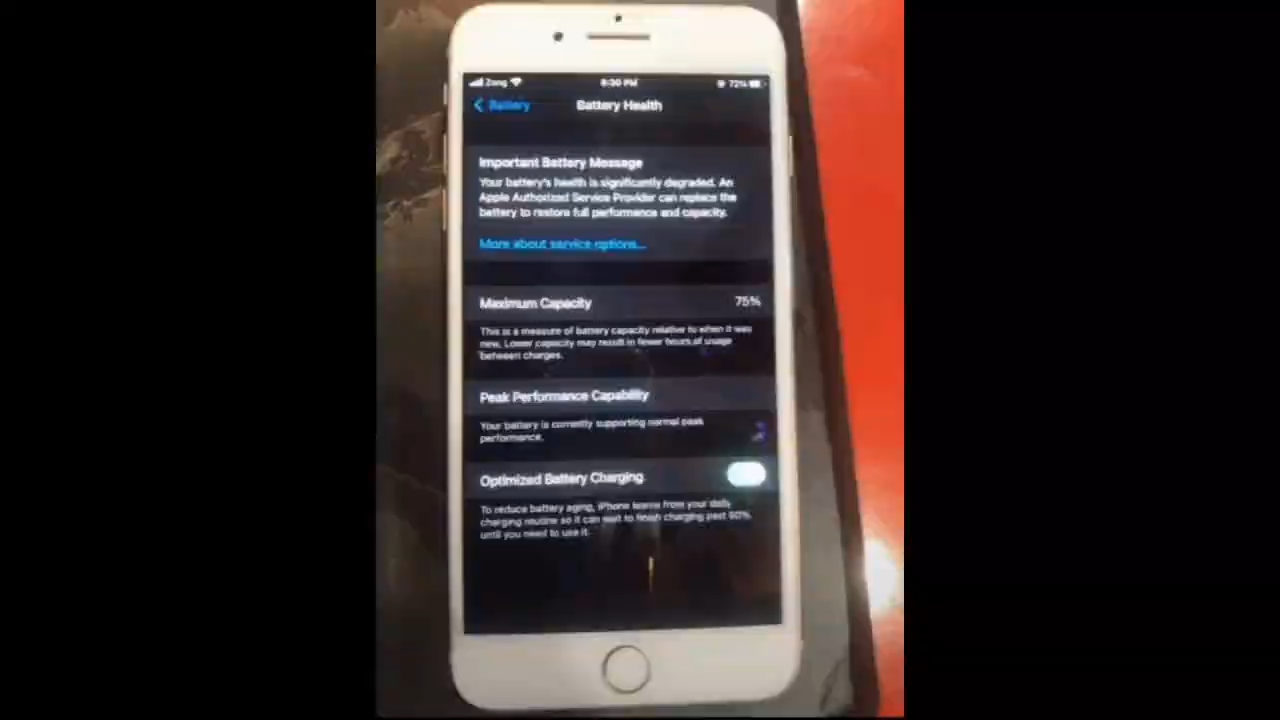 Zong 8:30 PM 72%
Battery Battery Health
Important Battery Message
Your battery's health is significantly degraded. An
Apple Authorized Service Provider can replace the
battery to restore full performance and capacity.
More about service options...
Maximum Capacity 75%
This is a measure of battery capacity relative to when it was
new. Lower capacity may result in fewer hours of usage
between charges.
Peak Performance Capability
Your battery is currently supporting normal peak
performance.
Optimized Battery Charging
To reduce battery aging, iPhone learns from your daily
charging routine so it can wait to finish charging past 80%
until you need to use it.